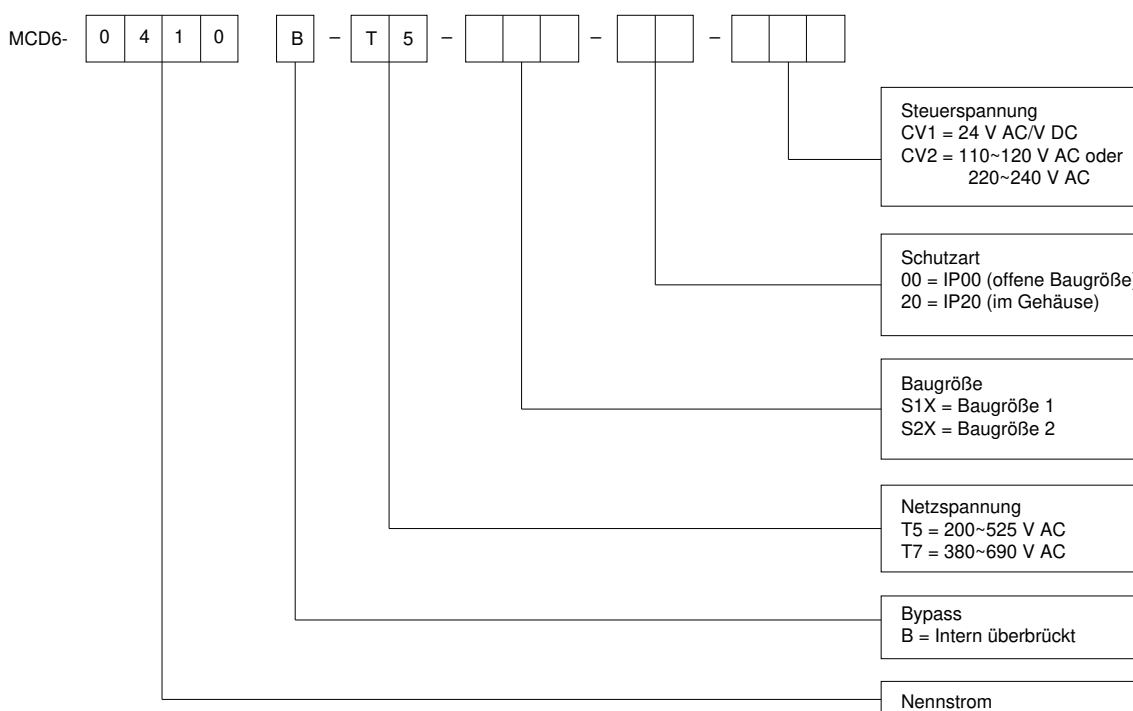 MCD6- 0 4 1 0 B – T 5 – – –
Steuerspannung
CV1 = 24 V AC/V DC
CV2 = 110~120 V AC oder
220~240 V AC
Schutzart
00 = IP00 (offene Baugröße)
20 = IP20 (im Gehäuse)
Baugröße
S1X = Baugröße 1
S2X = Baugröße 2
Netzspannung
T5 = 200~525 V AC
T7 = 380~690 V AC
Bypass
B = Intern überbrückt
Nennstrom